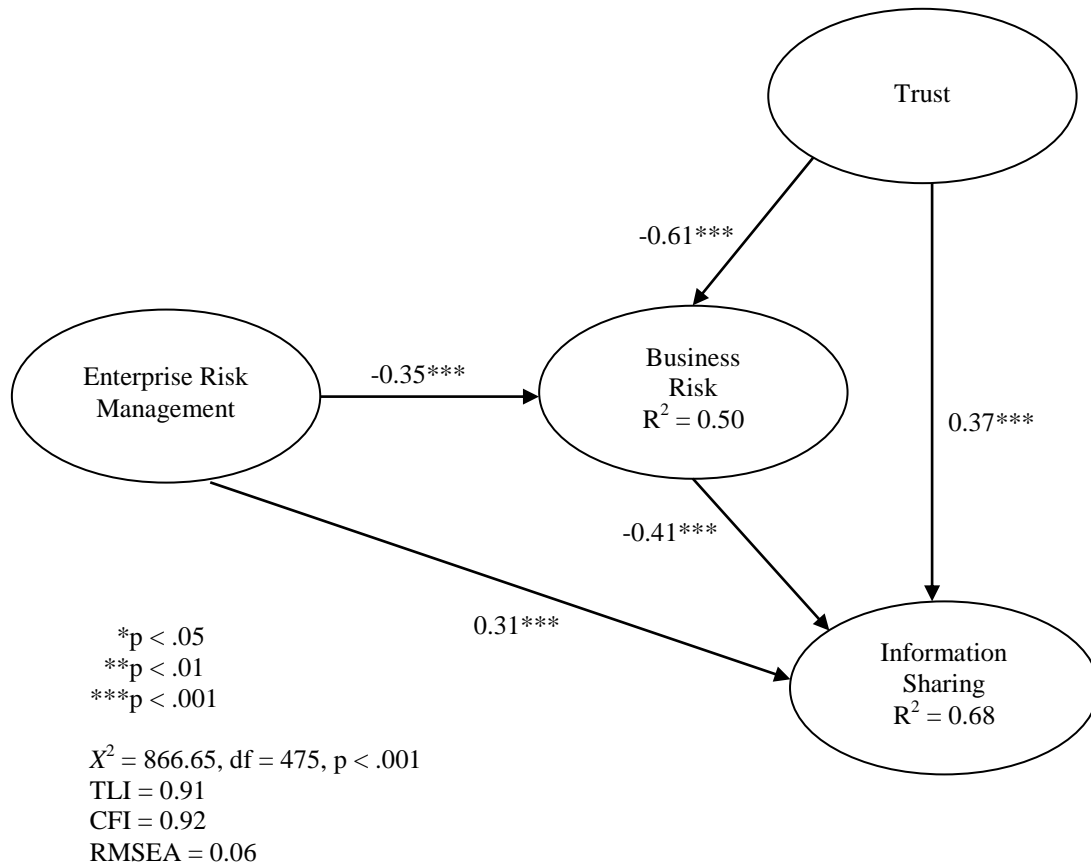 Trust
-0.61***
Enterprise Risk
Management
-0.35***
Business
Risk
R² = 0.50
0.37***
-0.41***
0.31***
Information
Sharing
R² = 0.68
*p < .05
**p < .01
***p < .001
X² = 866.65, df = 475, p < .001
TLI = 0.91
CFI = 0.92
RMSEA = 0.06